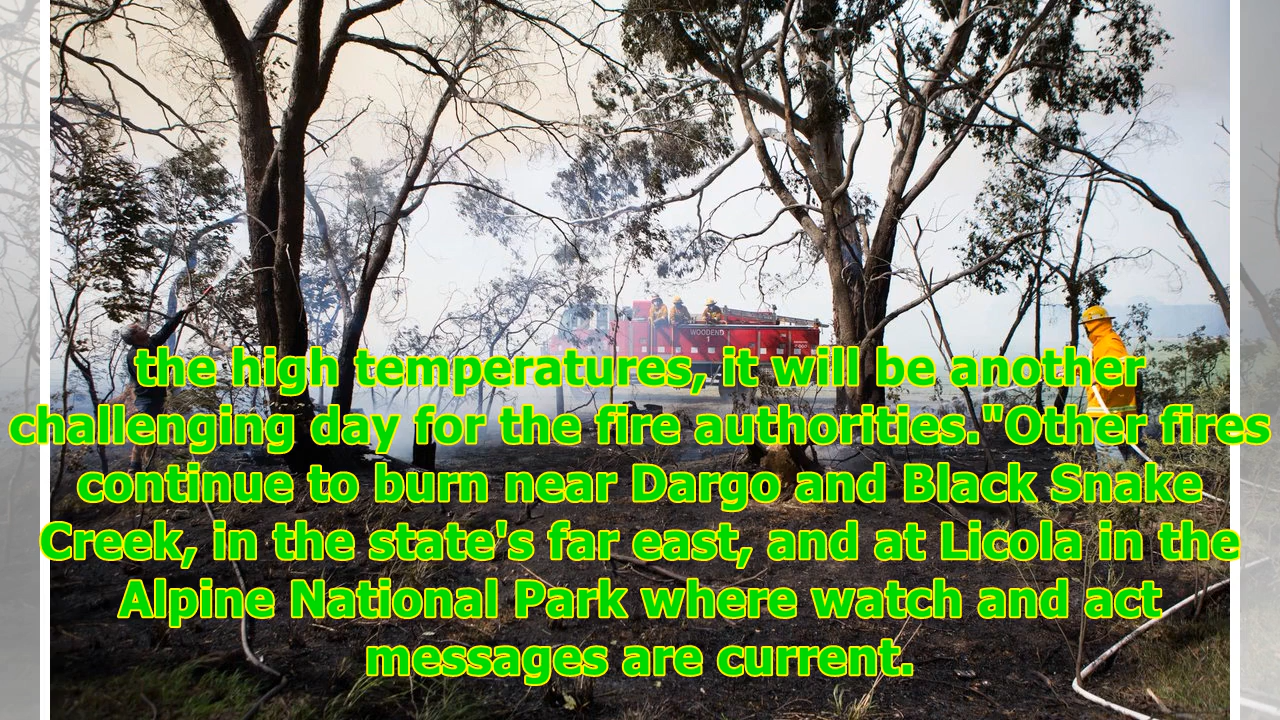 WOODEND
1
the high temperatures, it will be another
challenging day for the fire authorities."Other fires
continue to burn near Dargo and Black Snake
Creek, in the state's far east, and at Licola in the
Alpine National Park where watch and act
messages are current.